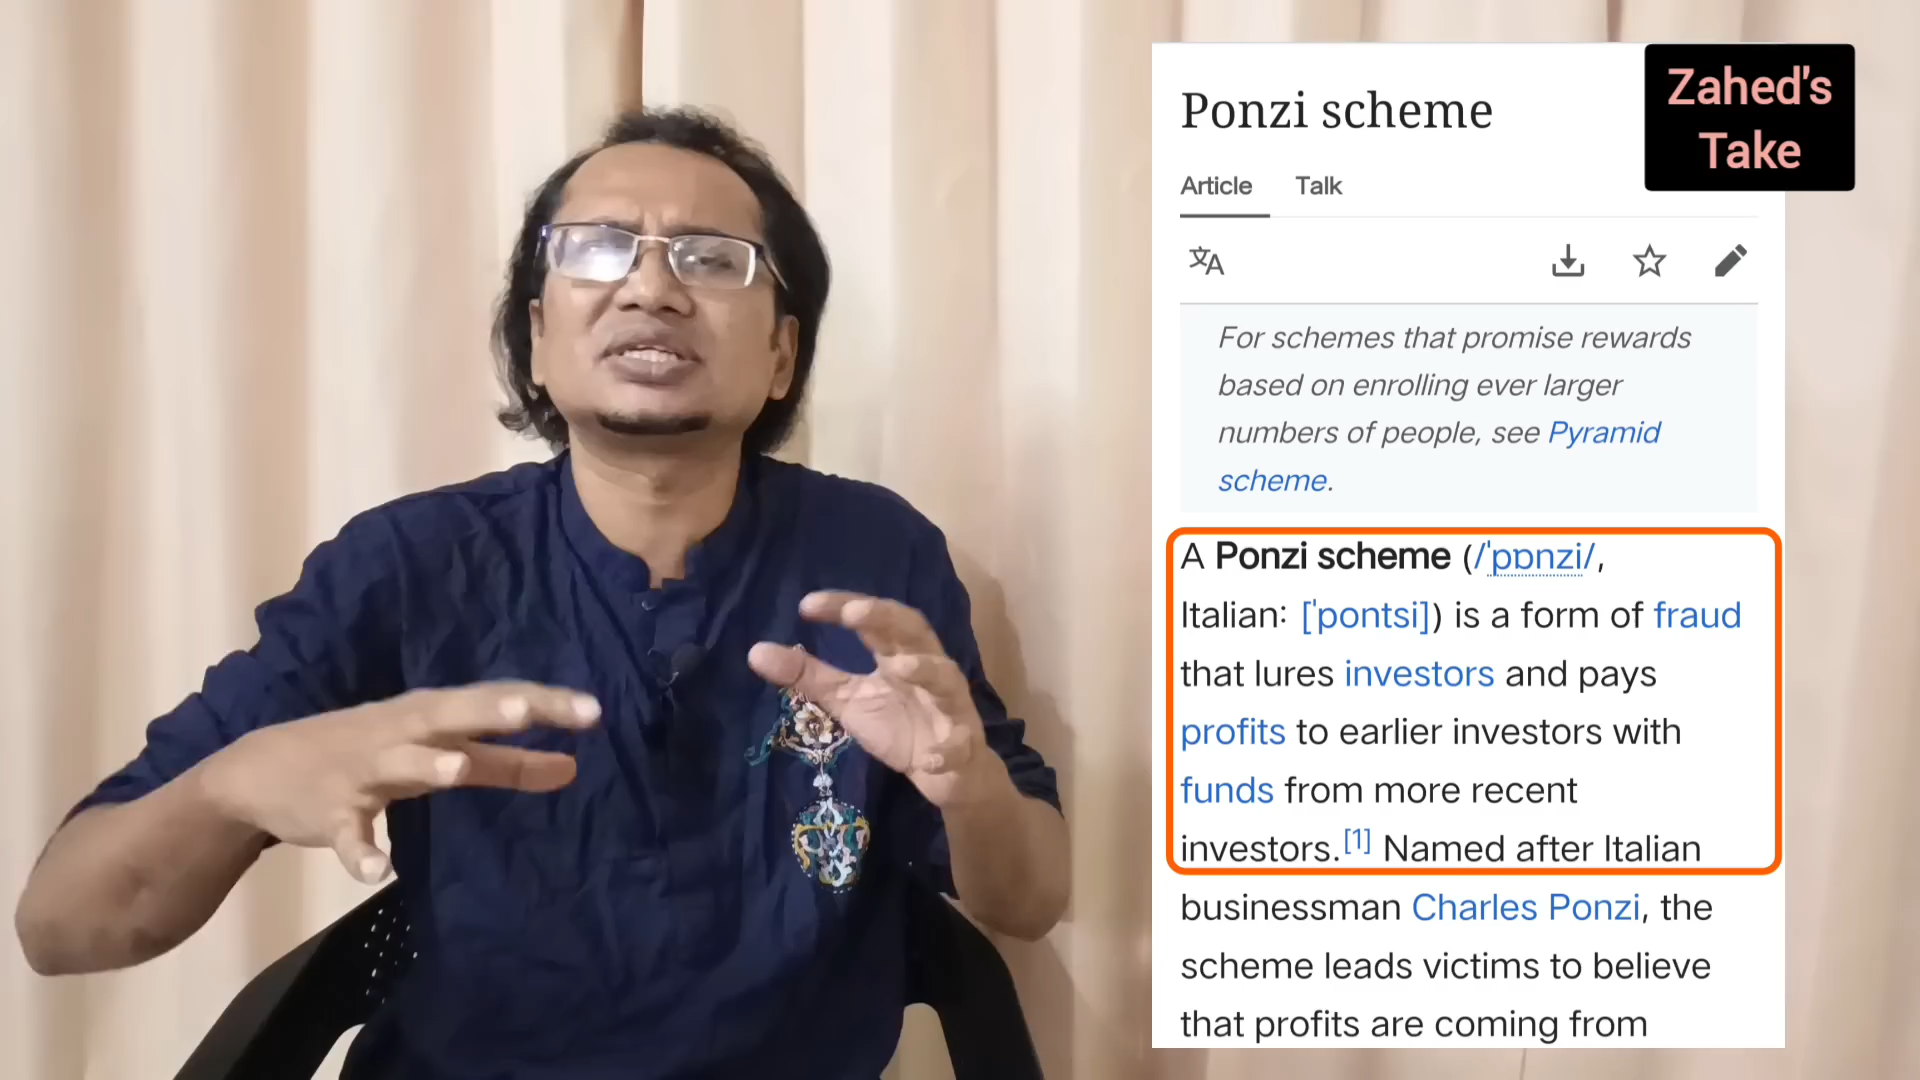 Zahed's
Take
Ponzi scheme
Article Talk
For schemes that promise rewards
based on enrolling ever larger
numbers of people, see Pyramid
scheme.
A Ponzi scheme (/ˈpɒnzi/,
Italian: [ˈpontsi]) is a form of fraud
that lures investors and pays
profits to earlier investors with
funds from more recent
investors.[1] Named after Italian
businessman Charles Ponzi, the
scheme leads victims to believe
that profits are coming from